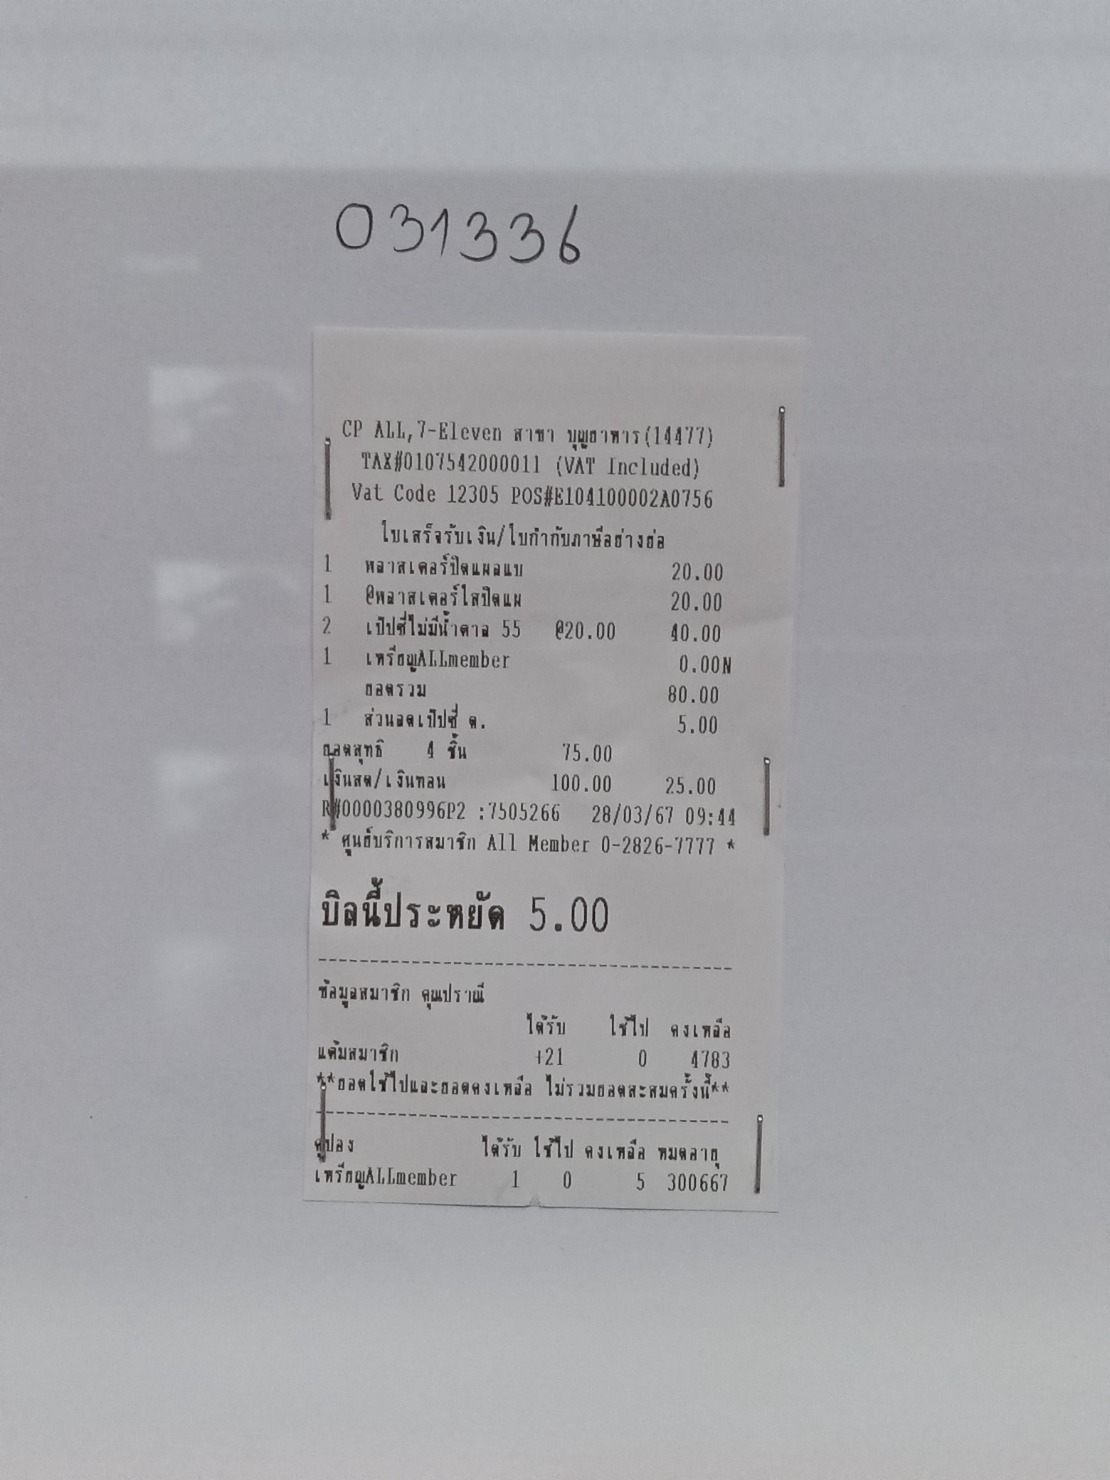 031336
CP ALL,7-Eleven สาขา บุญธาหาร(14477)
TAX#0107542000011 (VAT Included)
Vat Code 12305 POS#E104100002A0756
ใบเสร็จรับเงิน/ใบกำกับภาษีอย่างย่อ
1 พลาสเตอร์ปิดแผลแบ 20.00
1 @พลาสเตอร์ใสปิดแผ 20.00
2 เป๊ปซี่ไม่มีน้ำตาล 55 @20.00 40.00
1 เหรียญALLmember 0.00N
ยอดรวม 80.00
1 ส่วนลดเป๊ปซี่ ต. 5.00
ยอดสุทธิ 4 ชิ้น 75.00
เงินสด/เงินทอน 100.00 25.00
R#0000380996P2 :7505266 28/03/67 09:44
* ศูนย์บริการสมาชิก All Member 0-2826-7777 *
บิลนี้ประหยัด 5.00
ข้อมูลสมาชิก คุณปราณี
ได้รับ ใช้ไป คงเหลือ
แต้มสมาชิก +21 0 4783
**ยอดใช้ไปและยอดคงเหลือ ไม่รวมยอดสะสมครั้งนี้**
คูปอง ได้รับ ใช้ไป คงเหลือ หมดอายุ
เหรียญALLmember 1 0 5 300667